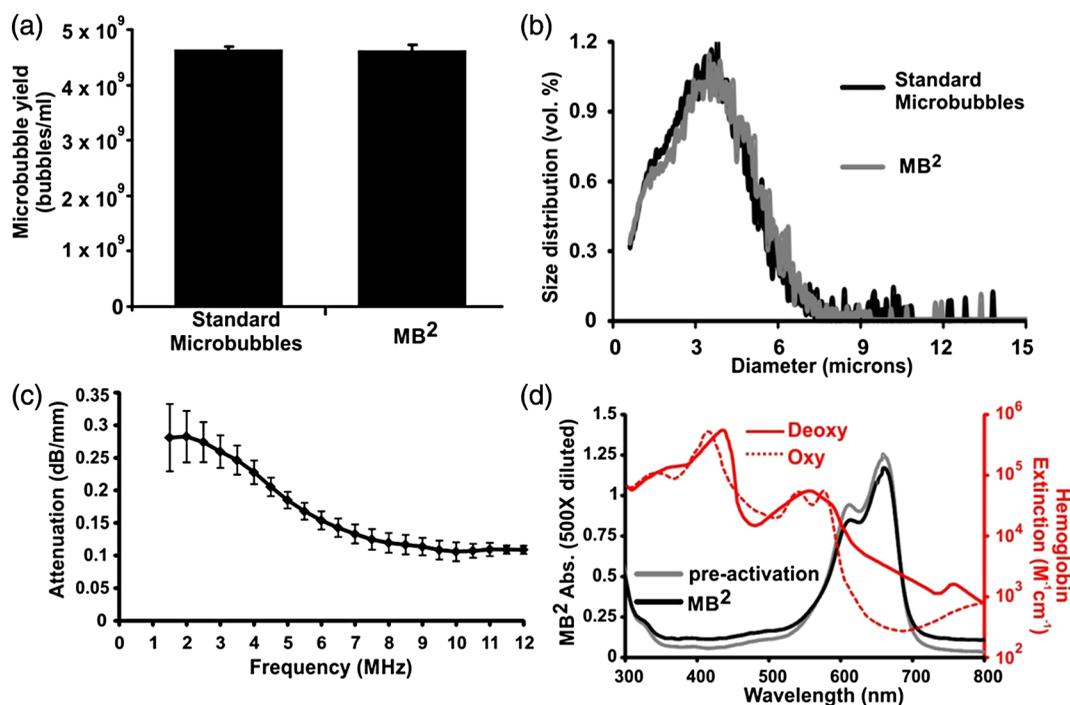 (a)
5 x 10⁹
4 x 10⁹
3 x 10⁹
2 x 10⁹
1 x 10⁹
0
Microbubble yield
(bubbles/ml)
Standard
Microbubbles
MB²
(b)
1.2
0.9
0.6
0.3
0
Size distribution (vol. %)
Standard
Microbubbles
MB²
0 3 6 9 12 15
Diameter (microns)
(c)
0.35
0.3
0.25
0.2
0.15
0.1
0.05
0
Attenuation (dB/mm)
0 1 2 3 4 5 6 7 8 9 10 11 12
Frequency (MHz)
(d)
1.5
1.25
1
0.75
0.5
0.25
0
MB² Abs. (500X diluted)
Deoxy
Oxy
pre-activation
MB²
10⁶
10⁵
10⁴
10³
10²
Hemoglobin
Extinction (M⁻¹cm⁻¹)
300 400 500 600 700 800
Wavelength (nm)